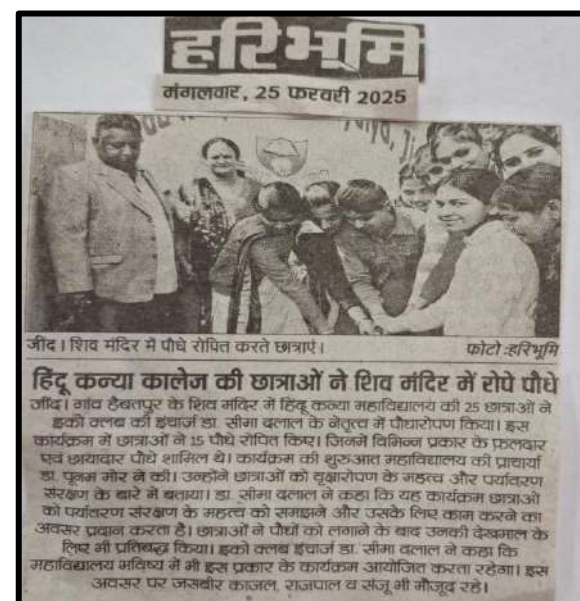 हरिभूमि
मंगलवार, 25 फरवरी 2025
जींद। शिव मंदिर में पौधे रोपित करते छात्राएं।
फोटो :हरिभूमि
हिंदू कन्या कालेज की छात्राओं ने शिव मंदिर में रोपे पौधे
जींद। गांव हैबतपुर के शिव मंदिर में हिंदू कन्या महाविद्यालय की 25 छात्राओं ने
इको क्लब की इंचार्ज डा. सीमा दलाल के नेतृत्व में पौधारोपण किया। इस
कार्यक्रम में छात्राओं ने 15 पौधे रोपित किए। जिनमें विभिन्न प्रकार के फलदार
एवं छायादार पौधे शामिल थे। कार्यक्रम की शुरुआत महाविद्यालय की प्राचार्या
डा. पूनम मोर ने की। उन्होंने छात्राओं को वृक्षारोपण के महत्व और पर्यावरण
संरक्षण के बारे में बताया। डा. सीमा दलाल ने कहा कि यह कार्यक्रम छात्राओं
को पर्यावरण संरक्षण के महत्व को समझने और उसके लिए काम करने का
अवसर प्रदान करता है। छात्राओं ने पौधों को लगाने के बाद उनकी देखभाल के
लिए भी प्रतिबद्ध किया। इको क्लब इंचार्ज डा. सीमा दलाल ने कहा कि
महाविद्यालय भविष्य में भी इस प्रकार के कार्यक्रम आयोजित करता रहेगा। इस
अवसर पर जसबीर काजल, राजपाल व संजू भी मौजूद रहे।